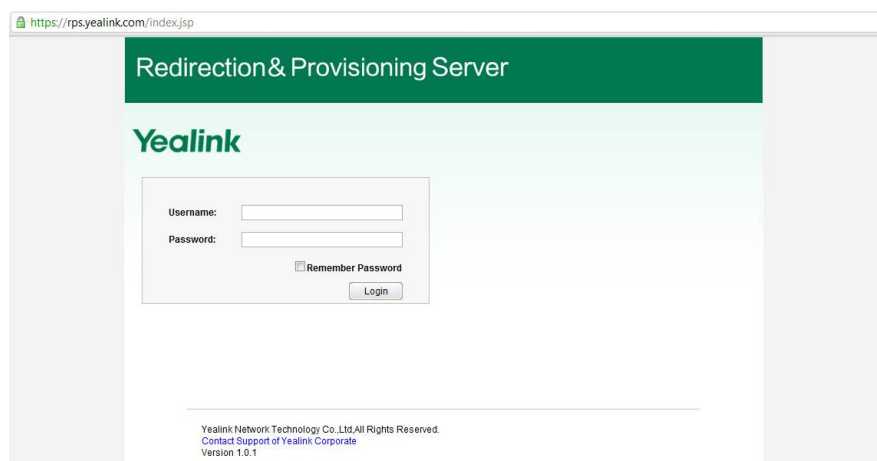 https://rps.yealink.com/index.jsp
Redirection & Provisioning Server
Yealink
Username:
Password:
Remember Password
Login
Yealink Network Technology Co.,Ltd,All Rights Reserved.
Contact Support of Yealink Corporate
Version 1.0.1